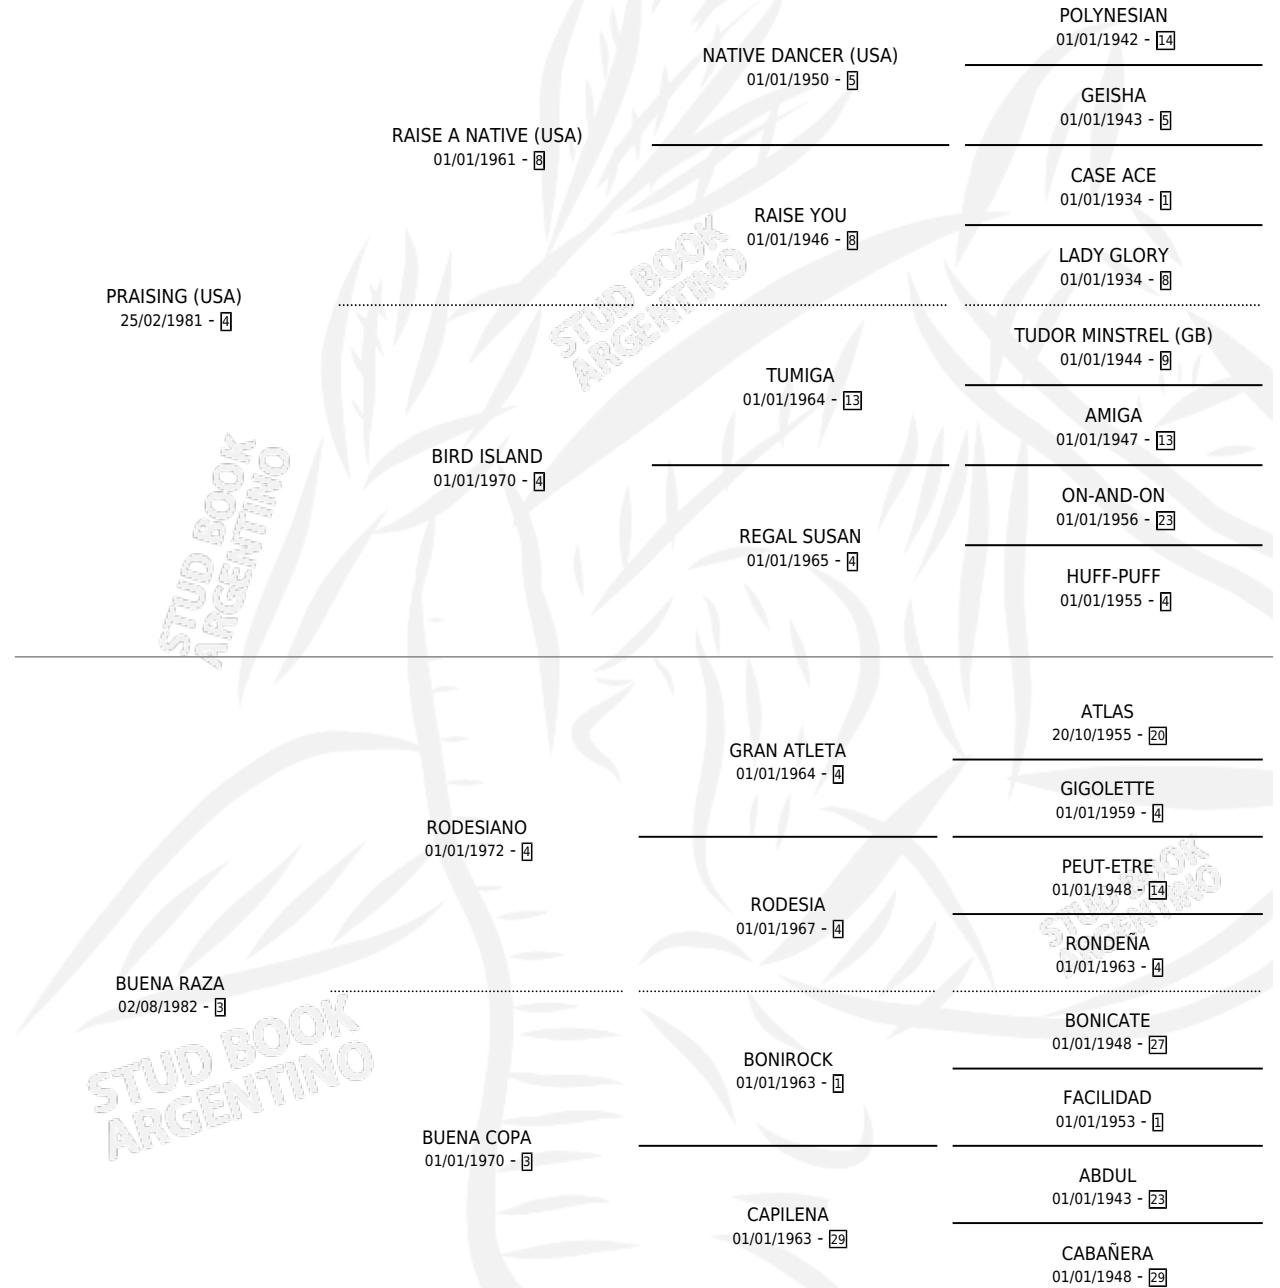 POLYNESIAN
01/01/1942 - 14
NATIVE DANCER (USA)
01/01/1950 - 5
GEISHA
01/01/1943 - 5
RAISE A NATIVE (USA)
01/01/1961 - 8
CASE ACE
01/01/1934 - 1
RAISE YOU
01/01/1946 - 8
LADY GLORY
01/01/1934 - 8
PRAISING (USA)
25/02/1981 - 4
TUDOR MINSTREL (GB)
01/01/1944 - 9
TUMIGA
01/01/1964 - 13
AMIGA
01/01/1947 - 13
BIRD ISLAND
01/01/1970 - 4
ON-AND-ON
01/01/1956 - 23
REGAL SUSAN
01/01/1965 - 4
HUFF-PUFF
01/01/1955 - 4
STUD BOOK
ARGENTINO
STUD BOOK
ARGENTINO
ATLAS
20/10/1955 - 20
GRAN ATLETA
01/01/1964 - 4
GIGOLETTE
01/01/1959 - 4
RODESIANO
01/01/1972 - 4
PEUT-ETRE
01/01/1948 - 14
RODESIA
01/01/1967 - 4
RONDEÑA
01/01/1963 - 4
BUENA RAZA
02/08/1982 - 3
BONICATE
01/01/1948 - 27
BONIROCK
01/01/1963 - 1
FACILIDAD
01/01/1953 - 1
BUENA COPA
01/01/1970 - 3
ABDUL
01/01/1943 - 23
CAPILENA
01/01/1963 - 29
CABAÑERA
01/01/1948 - 29
STUD BOOK
ARGENTINO
STUD BOOK
ARGENTINO